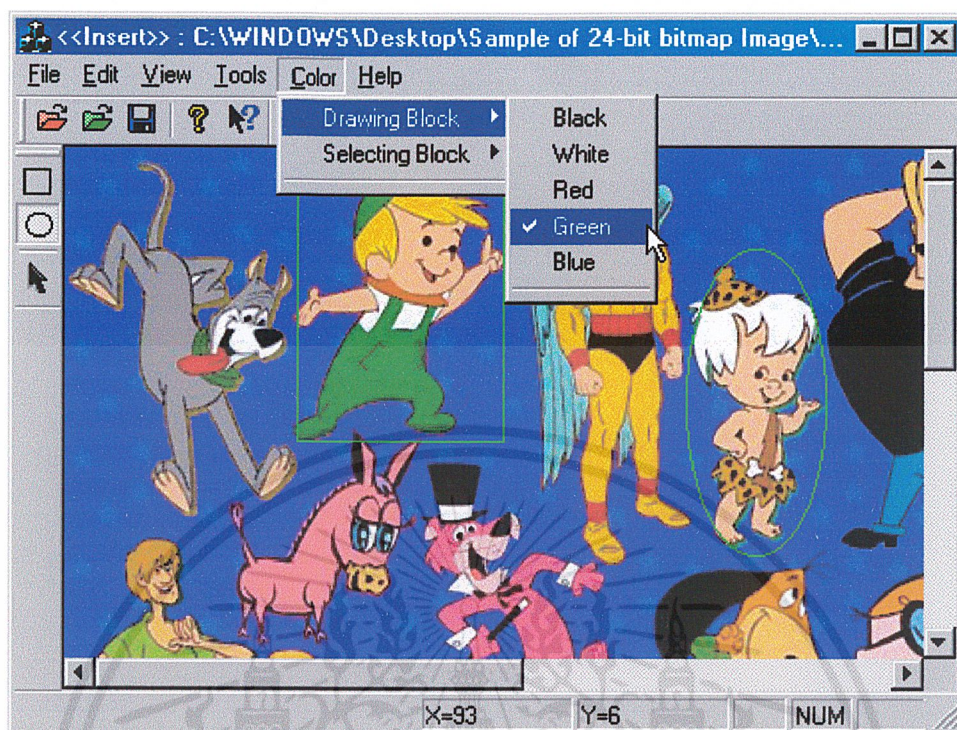 <<Insert>> : C:\WINDOWS\Desktop\Sample of 24-bit bitmap Image\...
File Edit View Tools Color Help
Drawing Block
Selecting Block
Black
White
Red
Green
Blue
X=93 Y=6 NUM